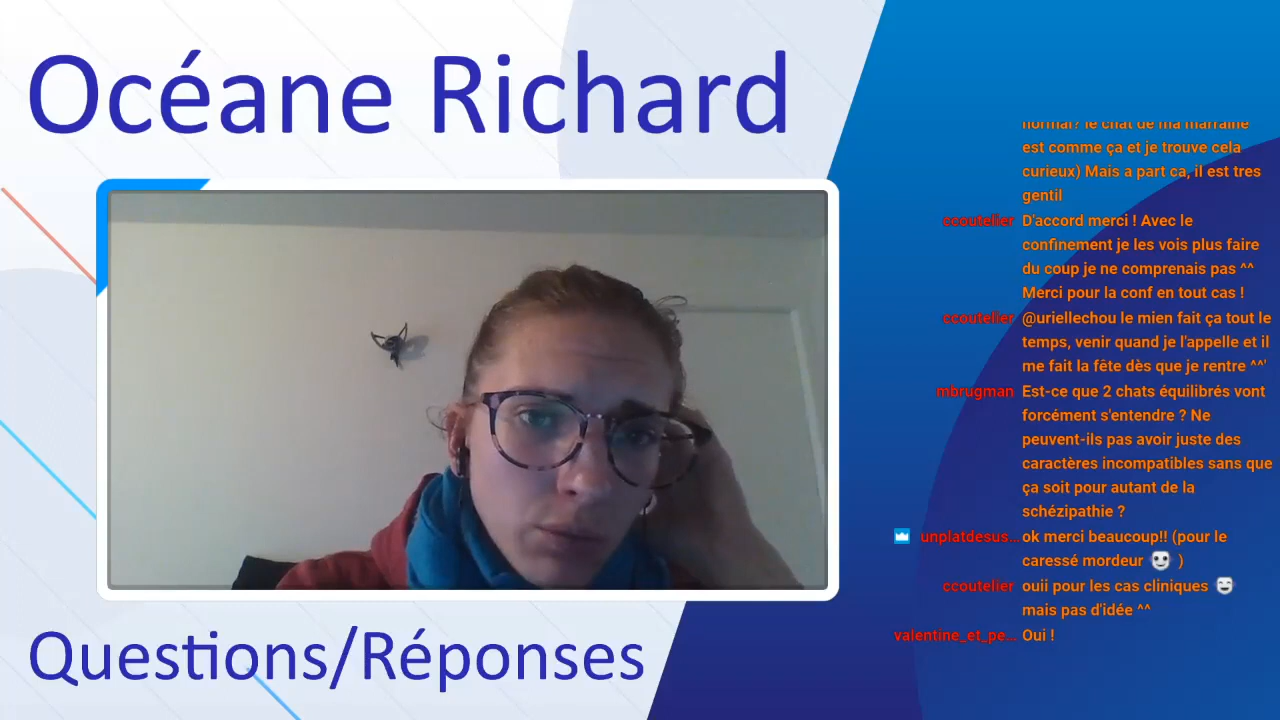 Océane Richard
normal? le chat de ma marraine
est comme ça et je trouve cela
curieux) Mais a part ca, il est tres
gentil
ccoutelier D'accord merci ! Avec le
confinement je les vois plus faire
du coup je ne comprenais pas ^^
Merci pour la conf en tout cas !
ccoutelier @uriellechou le mien fait ça tout le
temps, venir quand je l'appelle et il
me fait la fête dès que je rentre ^^'
mbrugman Est-ce que 2 chats équilibrés vont
forcément s'entendre ? Ne
peuvent-ils pas avoir juste des
caractères incompatibles sans que
ça soit pour autant de la
schézipathie ?
unplatdesus... ok merci beaucoup!! (pour le
caressé mordeur )
ccoutelier ouii pour les cas cliniques
mais pas d'idée ^^
valentine_et_pe... Oui !
Questions/Réponses